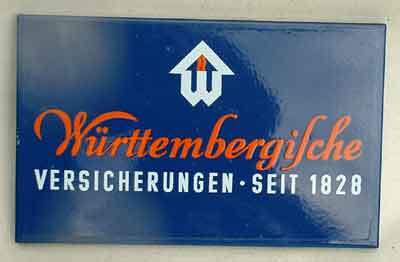 W
Württembergiſche
VERSICHERUNGEN · SEIT 1828